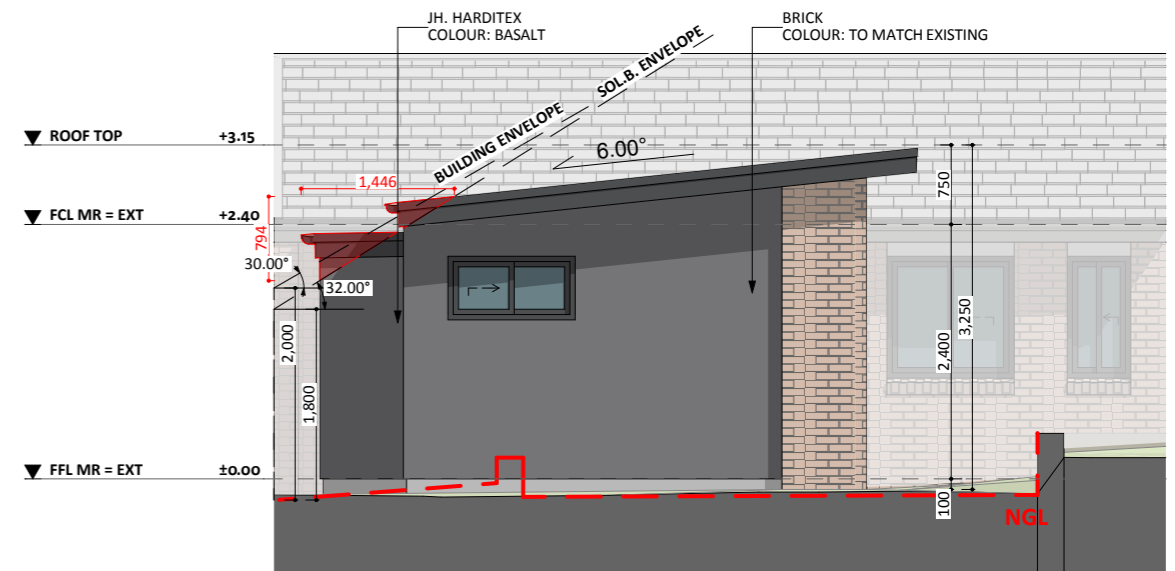 JH. HARDITEX
COLOUR: BASALT
BRICK
COLOUR: TO MATCH EXISTING
SOL.B. ENVELOPE
BUILDING ENVELOPE
ROOF TOP +3.15
6.00°
1,446
750
FCL MR = EXT +2.40
794
30.00°
32.00°
2,000
1,800
2,400
3,250
FFL MR = EXT ±0.00
100
NGL